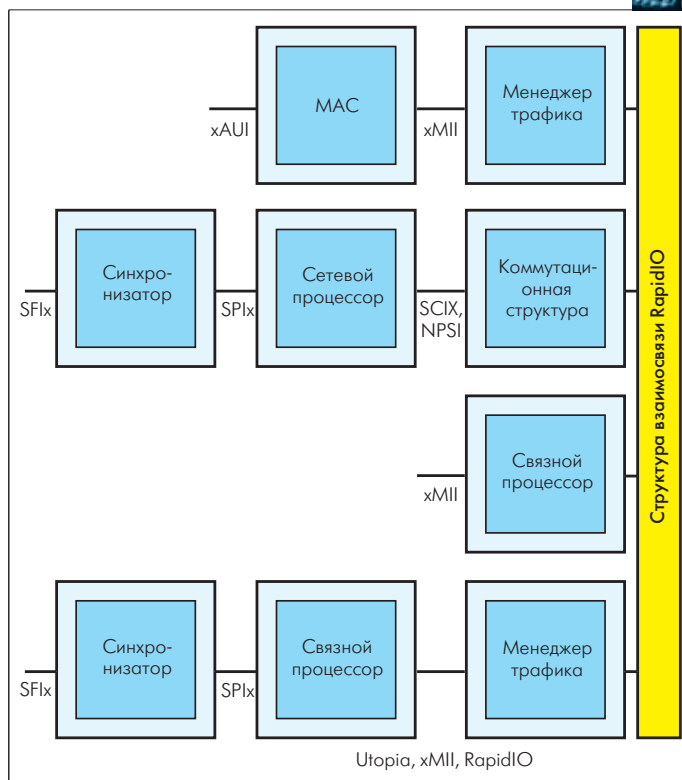 MAC
Менеджер
трафика
xAUI
xMII
Синхро-
низатор
Сетевой
процессор
Коммутаци-
онная
структура
SFIx
SPIx
SCIX,
NPSI
Связной
процессор
xMII
Синхро-
низатор
Связной
процессор
Менеджер
трафика
SFIx
SPIx
Utopia, xMII, RapidIO
Структура взаимосвязи RapidIO